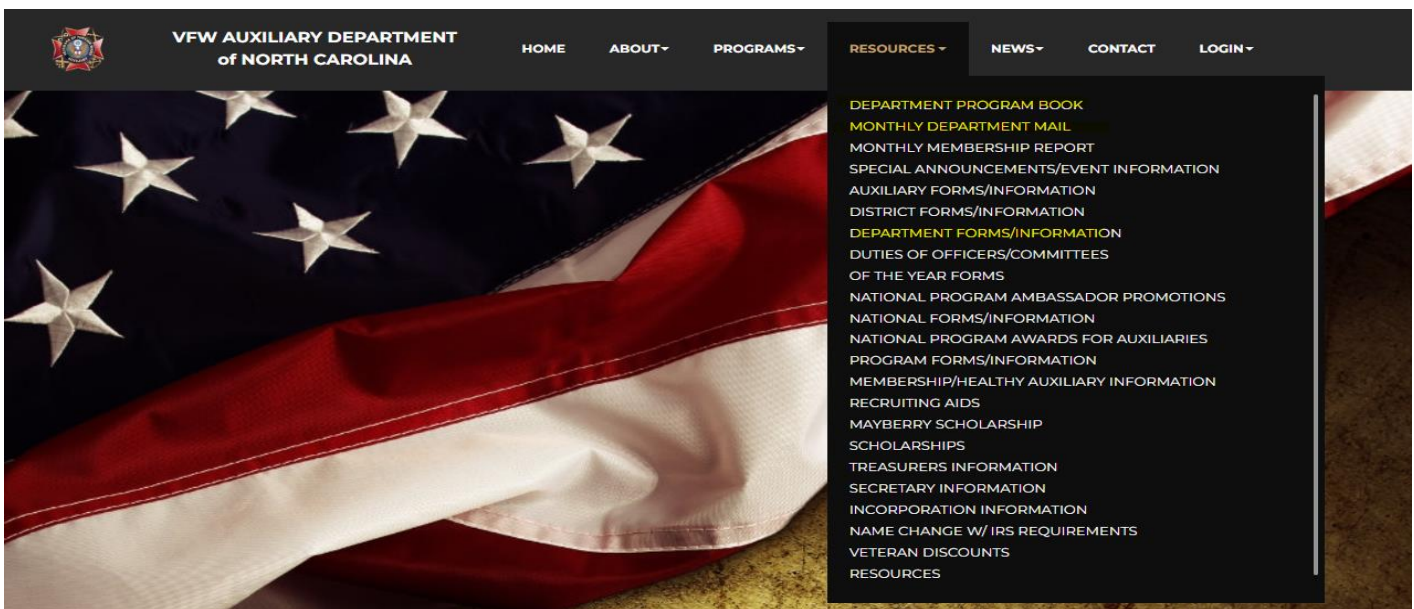 VFW AUXILIARY DEPARTMENT
of NORTH CAROLINA
HOME ABOUT PROGRAMS RESOURCES NEWS CONTACT LOGIN
DEPARTMENT PROGRAM BOOK
MONTHLY DEPARTMENT MAIL
MONTHLY MEMBERSHIP REPORT
SPECIAL ANNOUNCEMENTS/EVENT INFORMATION
AUXILIARY FORMS/INFORMATION
DISTRICT FORMS/INFORMATION
DEPARTMENT FORMS/INFORMATION
DUTIES OF OFFICERS/COMMITTEES
OF THE YEAR FORMS
NATIONAL PROGRAM AMBASSADOR PROMOTIONS
NATIONAL FORMS/INFORMATION
NATIONAL PROGRAM AWARDS FOR AUXILIARIES
PROGRAM FORMS/INFORMATION
MEMBERSHIP/HEALTHY AUXILIARY INFORMATION
RECRUITING AIDS
MAYBERRY SCHOLARSHIP
SCHOLARSHIPS
TREASURERS INFORMATION
SECRETARY INFORMATION
INCORPORATION INFORMATION
NAME CHANGE W/ IRS REQUIREMENTS
VETERAN DISCOUNTS
RESOURCES